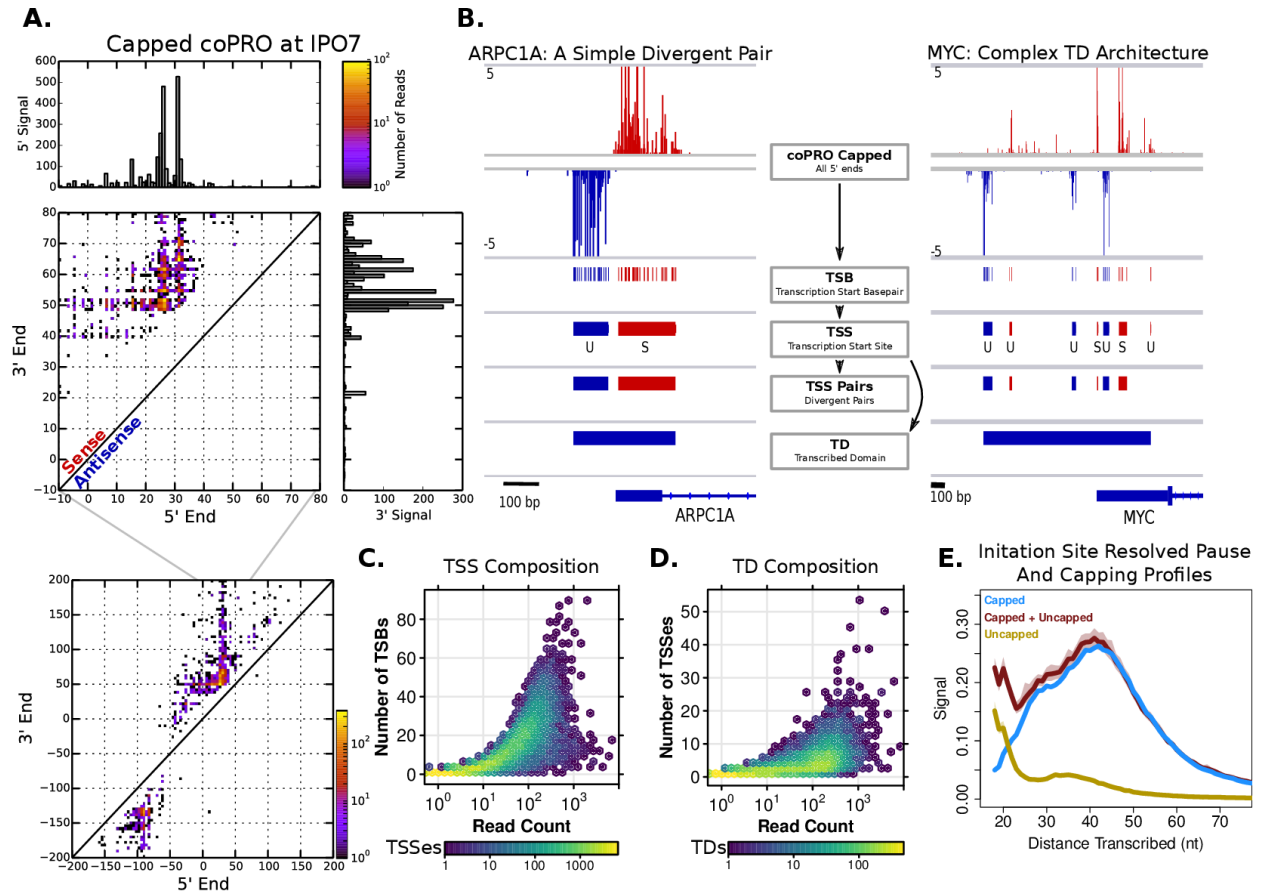 A.
Capped coPRO at IPO7
600
500
400
300
200
100
0
5' Signal
10²
10¹
10⁰
Number of Reads
80
70
60
50
40
30
20
10
0
−10
3' End
Sense
Antisense
−10 0 10 20 30 40 50 60 70 80
5' End
0 50 100 150 200 250 300
3' Signal
200
150
100
50
0
−50
−100
−150
−200
3' End
−200 −150 −100 −50 0 50 100 150 200
5' End
10²
10¹
10⁰
B.
ARPC1A: A Simple Divergent Pair
5
-5
U S
100 bp
ARPC1A
coPRO Capped
All 5' ends
TSB
Transcription Start Basepair
TSS
Transcription Start Site
TSS Pairs
Divergent Pairs
TD
Transcribed Domain
MYC: Complex TD Architecture
5
-5
U U U S U S U
100 bp
MYC
C.
TSS Composition
80
60
40
20
0
Number of TSBs
10⁰ 10¹ 10² 10³
Read Count
TSSes
1 10 100 1000
D.
TD Composition
50
40
30
20
10
0
Number of TSSes
10⁰ 10¹ 10² 10³
Read Count
TDs
1 10 100
E.
Initation Site Resolved Pause
And Capping Profiles
Capped
Capped + Uncapped
Uncapped
0.30
0.20
0.10
0.00
Signal
20 30 40 50 60 70
Distance Transcribed (nt)